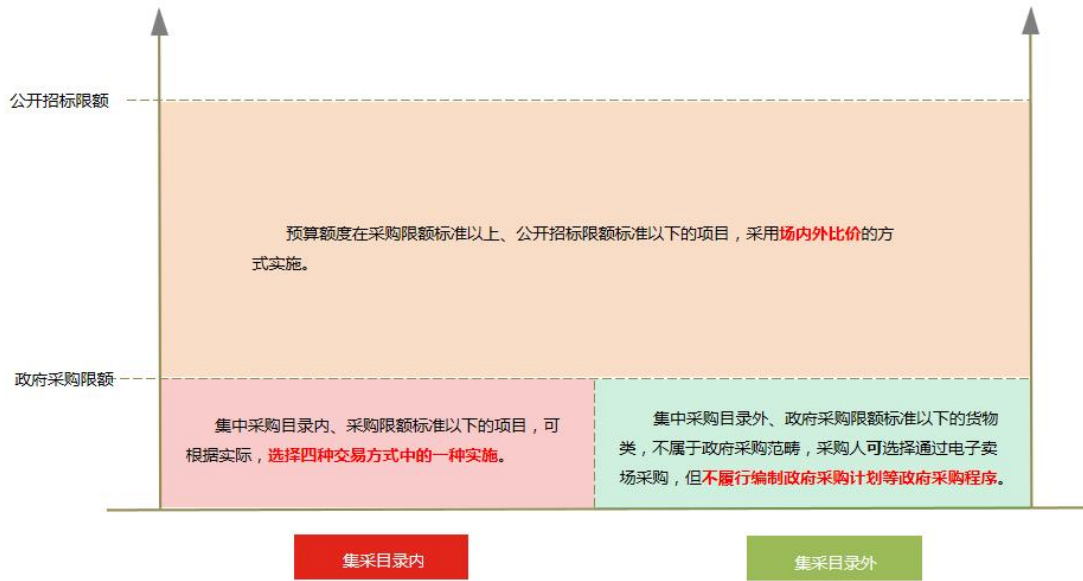 公开招标限额
预算额度在采购限额标准以上、公开招标限额标准以下的项目，采用场内外比价的方
式实施。
政府采购限额
集中采购目录内、采购限额标准以下的项目，可
根据实际，选择四种交易方式中的一种实施。
集中采购目录外、政府采购限额标准以下的货物
类，不属于政府采购范畴，采购人可选择通过电子卖
场采购，但不履行编制政府采购计划等政府采购程序。
集采目录内
集采目录外